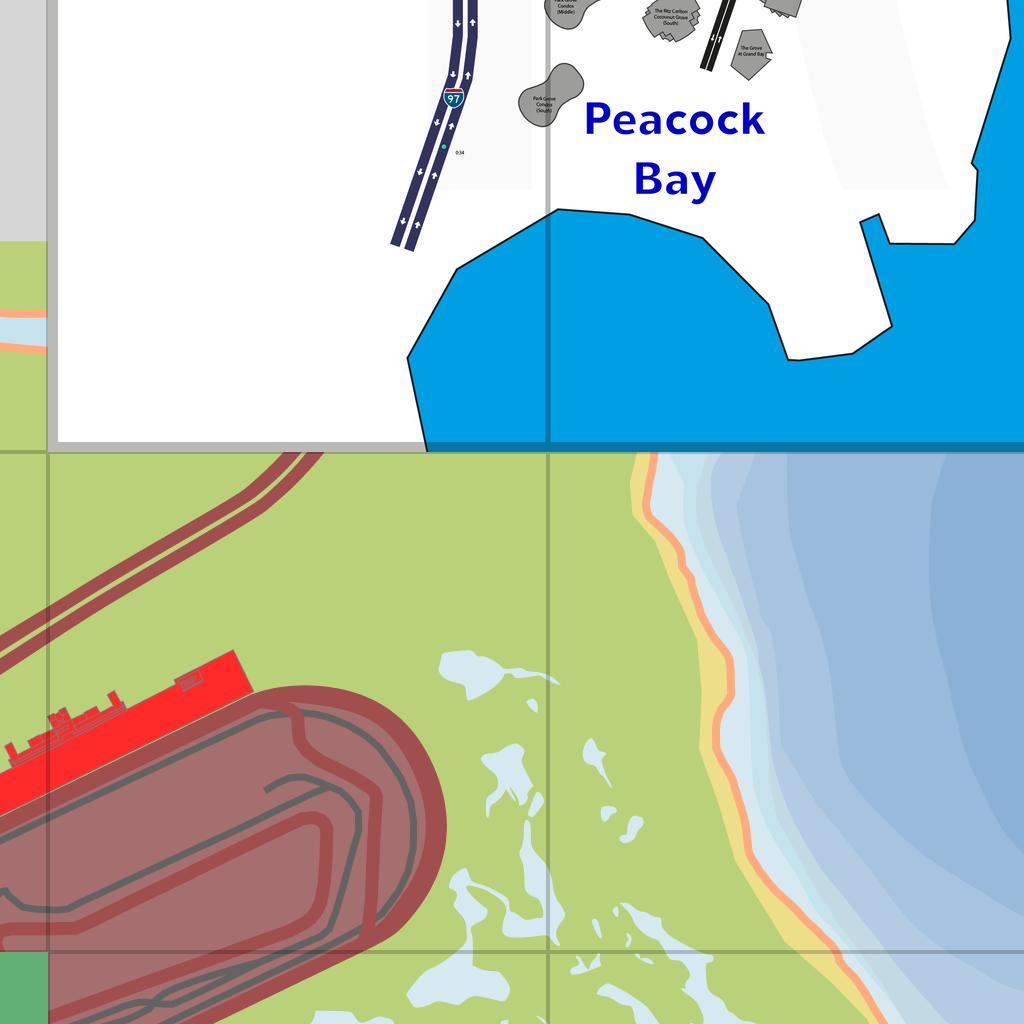 Condos
(Middle)
The Ritz Carlton
Coconut Grove
(South)
The Grove
at Grand Bay
97
Park Grove
Condos
(South)
Peacock
Bay
0:34